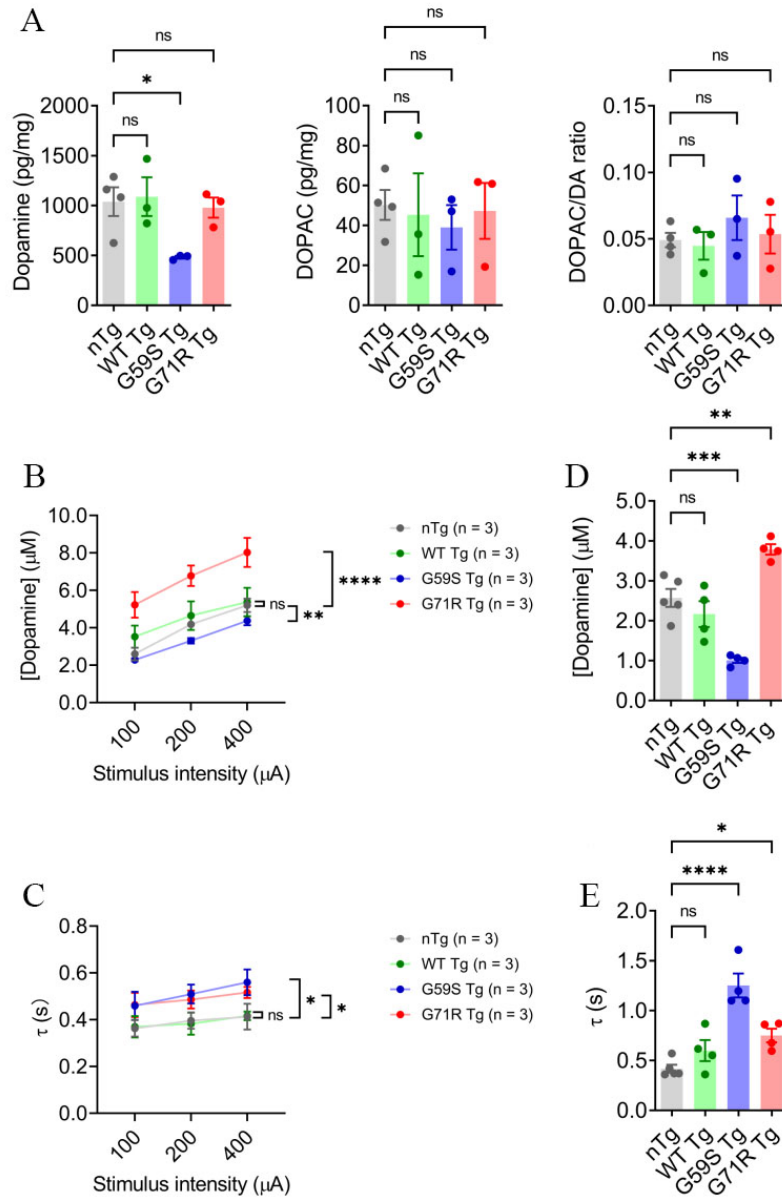 A
ns
*
ns
Dopamine (pg/mg)
2000
1500
1000
500
0
nTg
WT Tg
G59S Tg
G71R Tg
ns
ns
ns
DOPAC (pg/mg)
100
80
60
40
20
0
nTg
WT Tg
G59S Tg
G71R Tg
ns
ns
ns
DOPAC/DA ratio
0.15
0.10
0.05
0.00
nTg
WT Tg
G59S Tg
G71R Tg
B
[Dopamine] (μM)
10.0
8.0
6.0
4.0
2.0
0.0
100
200
400
Stimulus intensity (μA)
ns
**
****
nTg (n = 3)
WT Tg (n = 3)
G59S Tg (n = 3)
G71R Tg (n = 3)
D
**
***
ns
[Dopamine] (μM)
5.0
4.0
3.0
2.0
1.0
0.0
nTg
WT Tg
G59S Tg
G71R Tg
C
τ (s)
0.8
0.6
0.4
0.2
0.0
100
200
400
Stimulus intensity (μA)
ns
*
*
nTg (n = 3)
WT Tg (n = 3)
G59S Tg (n = 3)
G71R Tg (n = 3)
E
*
****
ns
τ (s)
2.0
1.5
1.0
0.5
0.0
nTg
WT Tg
G59S Tg
G71R Tg